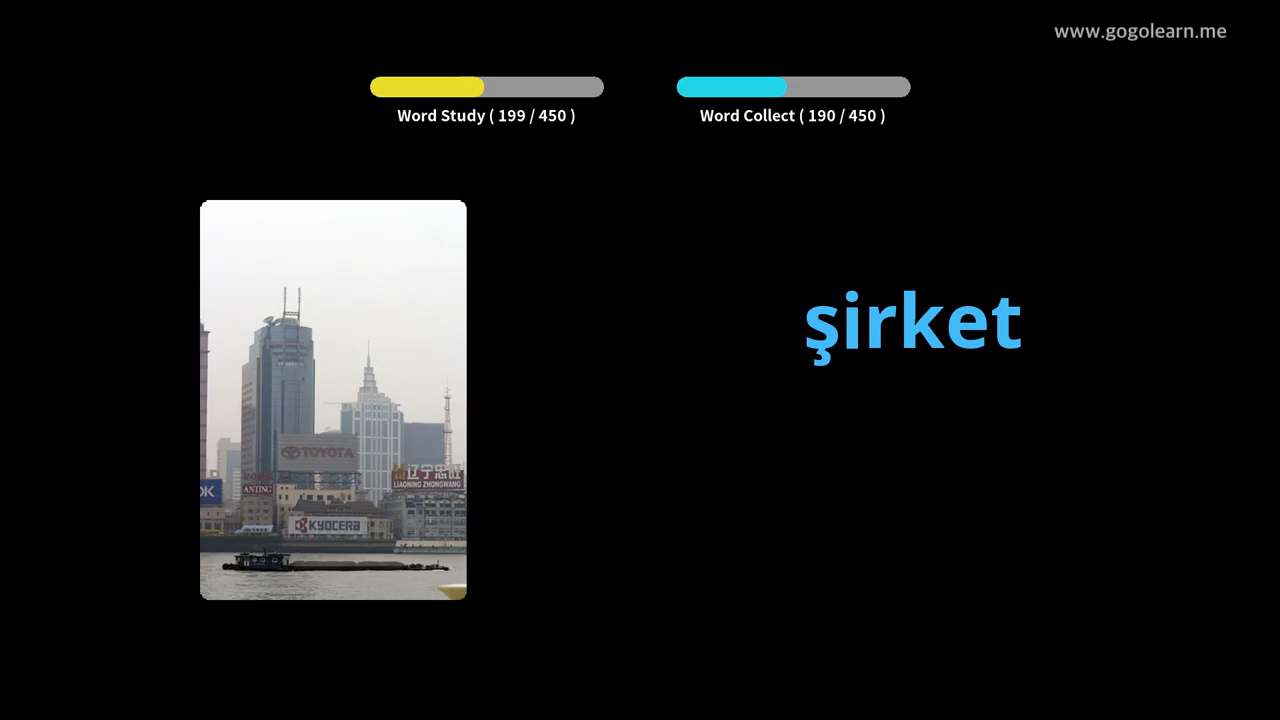 www.gogolearn.me
Word Study ( 199 / 450 )
Word Collect ( 190 / 450 )
şirket
TOYOTA
辽宁忠旺
LIAONING ZHONGWANG
OK
ANTING
KYOCERA